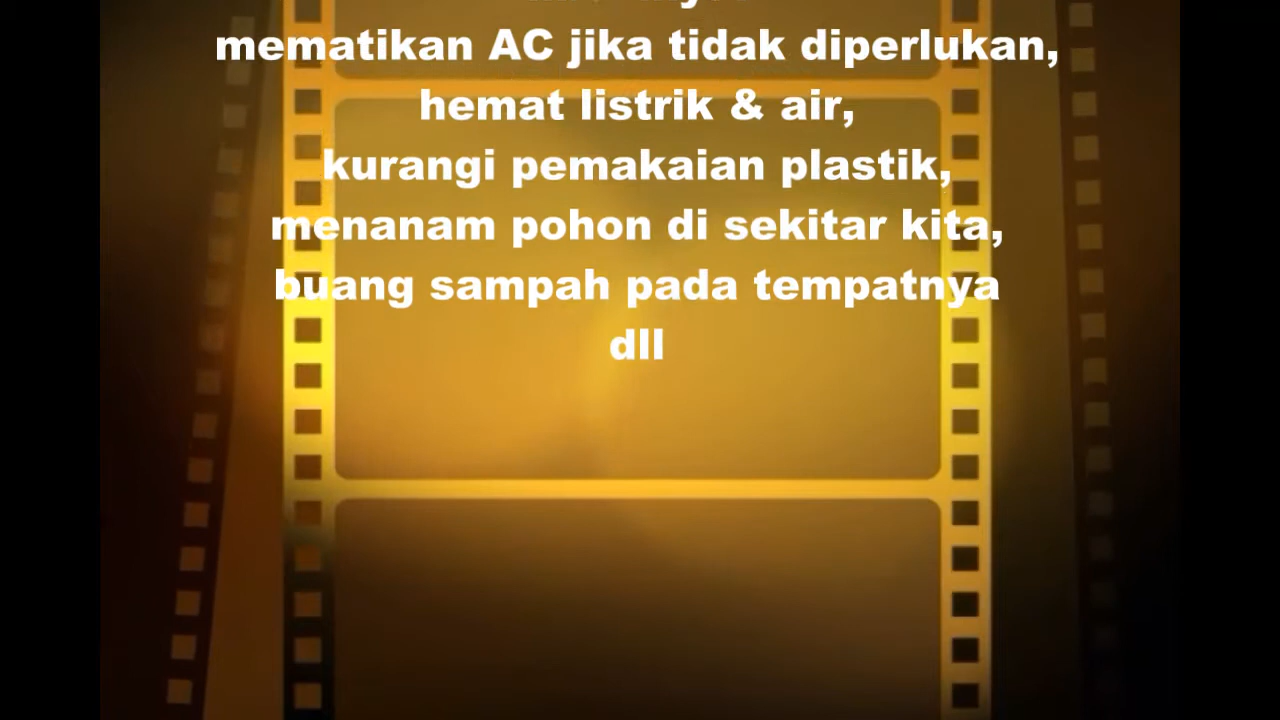 mematikan AC jika tidak diperlukan,
hemat listrik & air,
kurangi pemakaian plastik,
menanam pohon di sekitar kita,
buang sampah pada tempatnya
dll